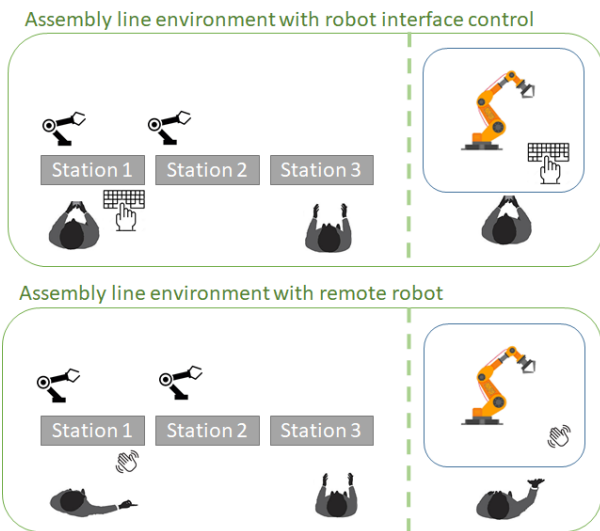 Assembly line environment with robot interface control
Station 1
Station 2
Station 3
Assembly line environment with remote robot
Station 1
Station 2
Station 3